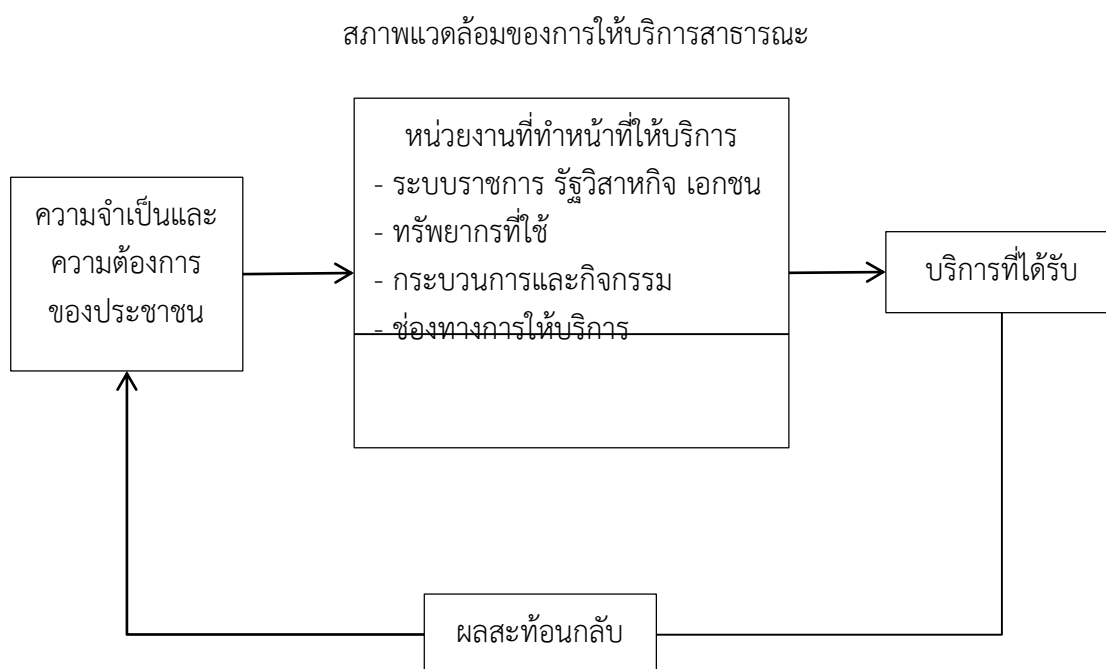 สภาพแวดล้อมของการให้บริการสาธารณะ
หน่วยงานที่ทำหน้าที่ให้บริการ
- ระบบราชการ รัฐวิสาหกิจ เอกชน
- ทรัพยากรที่ใช้
- กระบวนการและกิจกรรม
- ช่องทางการให้บริการ
ความจำเป็นและ
ความต้องการ
ของประชาชน
บริการที่ได้รับ
ผลสะท้อนกลับ